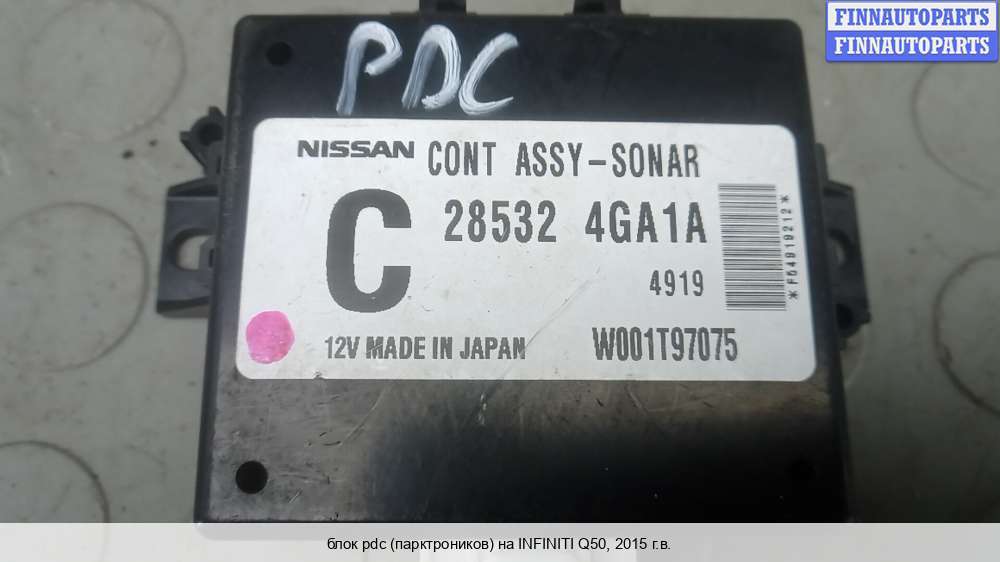 FINNAUTOPARTS
FINNAUTOPARTS
PDC
NISSAN CONT ASSY-SONAR
C 28532 4GA1A
4919
12V MADE IN JAPAN W001T97075
*F54919212*
блок pdc (парктроников) на INFINITI Q50, 2015 г.в.